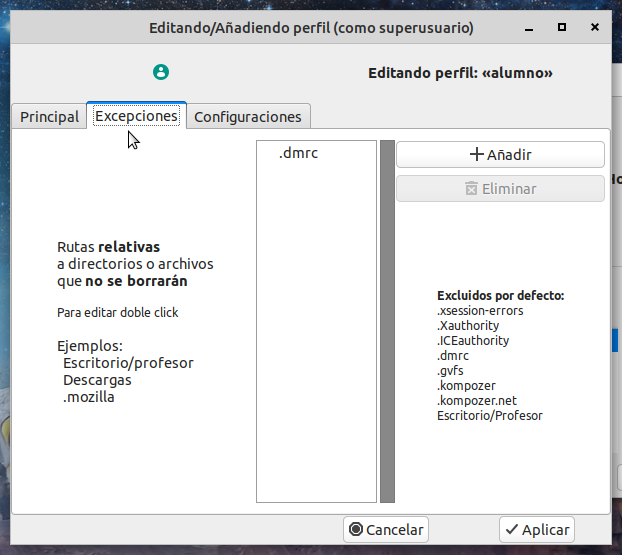 Editando/Añadiendo perfil (como superusuario)
Editando perfil: «alumno»
Principal
Excepciones
Configuraciones
.dmrc
Añadir
Eliminar
Rutas relativas
a directorios o archivos
que no se borrarán
Para editar doble click
Ejemplos:
Escritorio/profesor
Descargas
.mozilla
Excluidos por defecto:
.xsession-errors
.Xauthority
.ICEauthority
.dmrc
.gvfs
.kompozer
.kompozer.net
Escritorio/Profesor
Cancelar
Aplicar